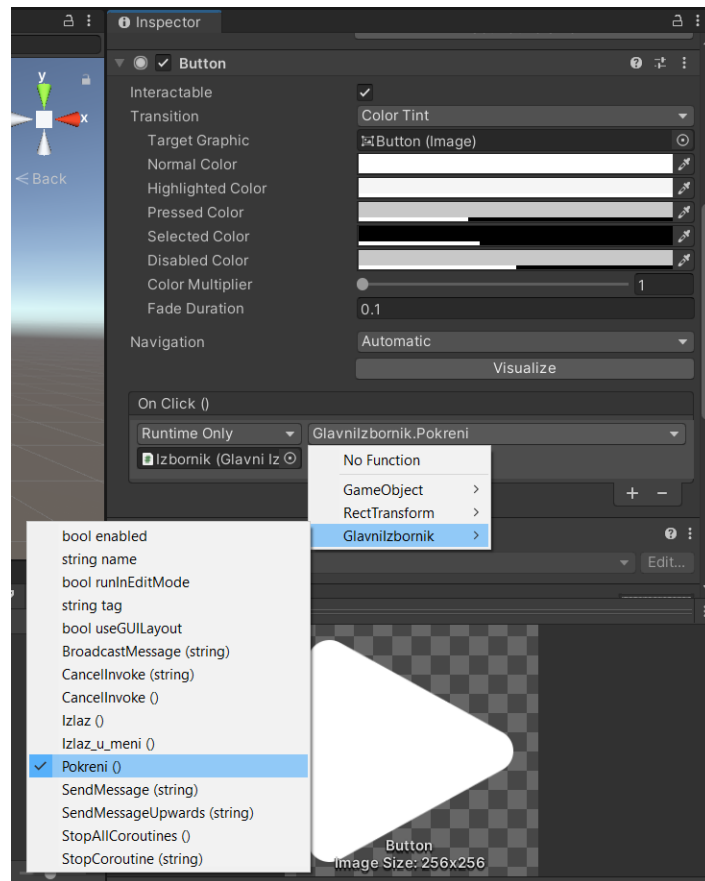 Inspector
Button
Interactable
Transition Color Tint
Target Graphic Button (Image)
Normal Color
Highlighted Color
Pressed Color
Selected Color
Disabled Color
Color Multiplier 1
Fade Duration 0.1
Navigation Automatic
Visualize
y
x
Back
On Click ()
Runtime Only GlavniIzbornik.Pokreni
Izbornik (Glavni Iz
No Function
GameObject
RectTransform
GlavniIzbornik
Edit...
bool enabled
string name
bool runInEditMode
string tag
bool useGUILayout
BroadcastMessage (string)
CancelInvoke (string)
CancelInvoke ()
Izlaz ()
Izlaz_u_meni ()
Pokreni ()
SendMessage (string)
SendMessageUpwards (string)
StopAllCoroutines ()
StopCoroutine (string)
Button
Image Size: 256x256